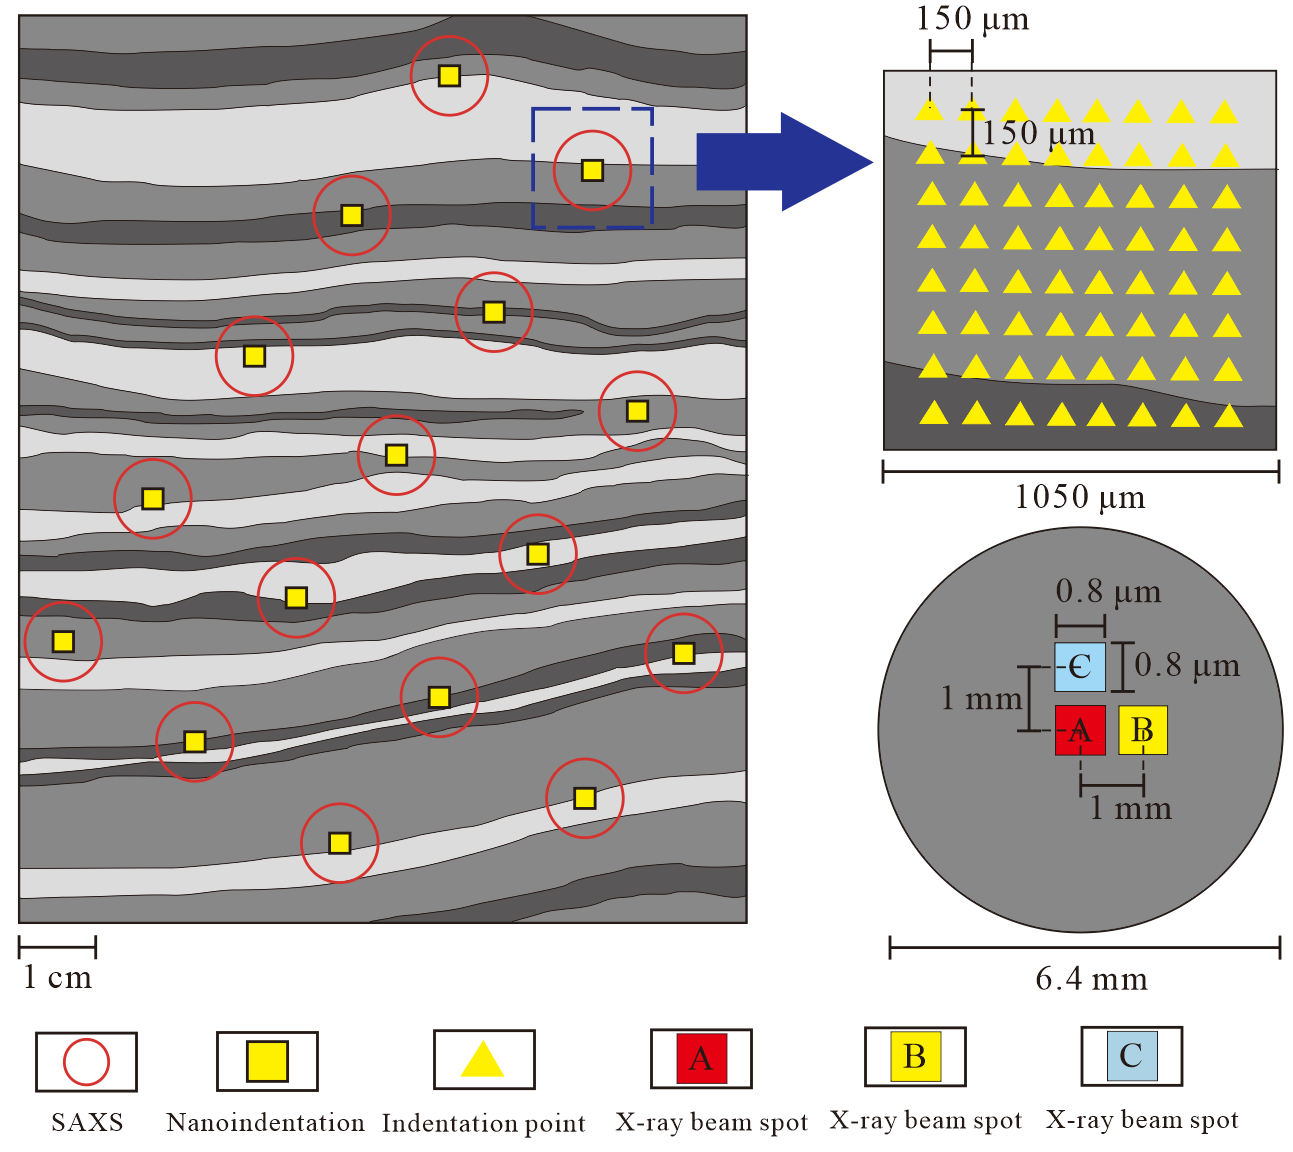 150 μm
150 μm
1050 μm
0.8 μm
C
0.8 μm
1 mm
A
B
1 mm
1 cm
6.4 mm
A
B
C
SAXS
Nanoindentation
Indentation point
X-ray beam spot
X-ray beam spot
X-ray beam spot